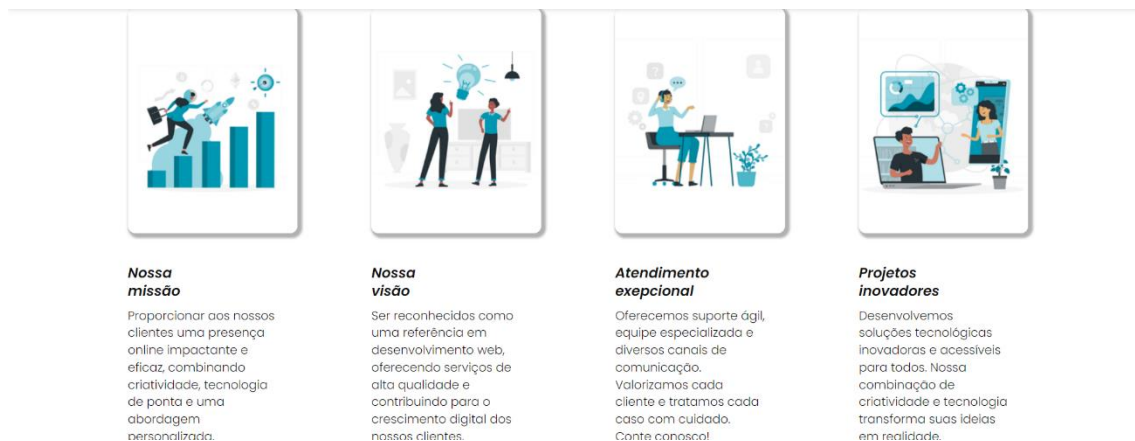 Nossa
missão
Proporcionar aos nossos
clientes uma presença
online impactante e
eficaz, combinando
criatividade, tecnologia
de ponta e uma
abordagem
personalizada.
Nossa
visão
Ser reconhecidos como
uma referência em
desenvolvimento web,
oferecendo serviços de
alta qualidade e
contribuindo para o
crescimento digital dos
nossos clientes.
Atendimento
exepcional
Oferecemos suporte ágil,
equipe especializada e
diversos canais de
comunicação.
Valorizamos cada
cliente e tratamos cada
caso com cuidado.
Conte conosco!
Projetos
inovadores
Desenvolvemos
soluções tecnológicas
inovadoras e acessíveis
para todos. Nossa
combinação de
criatividade e tecnologia
transforma suas ideias
em realidade.